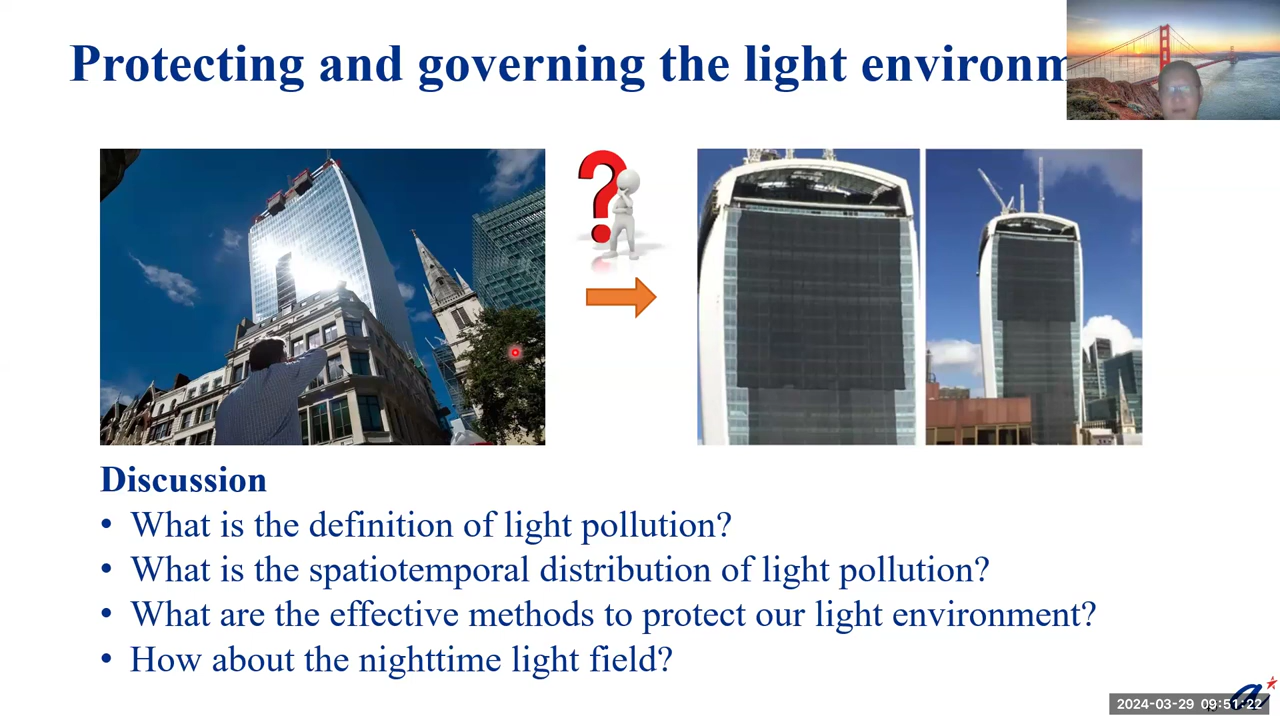 Protecting and governing the light environm
Discussion
• What is the definition of light pollution?
• What is the spatiotemporal distribution of light pollution?
• What are the effective methods to protect our light environment?
• How about the nighttime light field?
2024-03-29 09:51:22